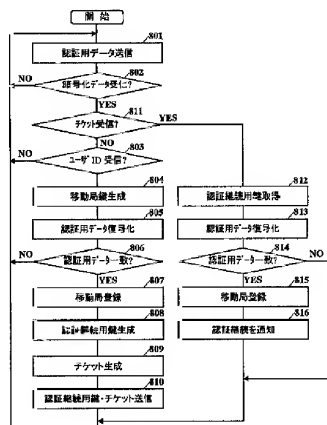 開始
801
認証用データ送信
NO
802
暗号化データ受信?
YES
811
チケット受信?
YES
NO
803
NO
ユーザID受信?
YES
804
移動局鍵生成
812
認証継続用鍵取得
805
認証用データ復号化
813
認証用データ復号化
NO
806
認証用データ一致?
814
認証用データ一致?
NO
YES
807
移動局登録
YES
815
移動局登録
808
認証継続用鍵生成
816
認証継続を通知
809
チケット生成
810
認証継続用鍵・チケット送信